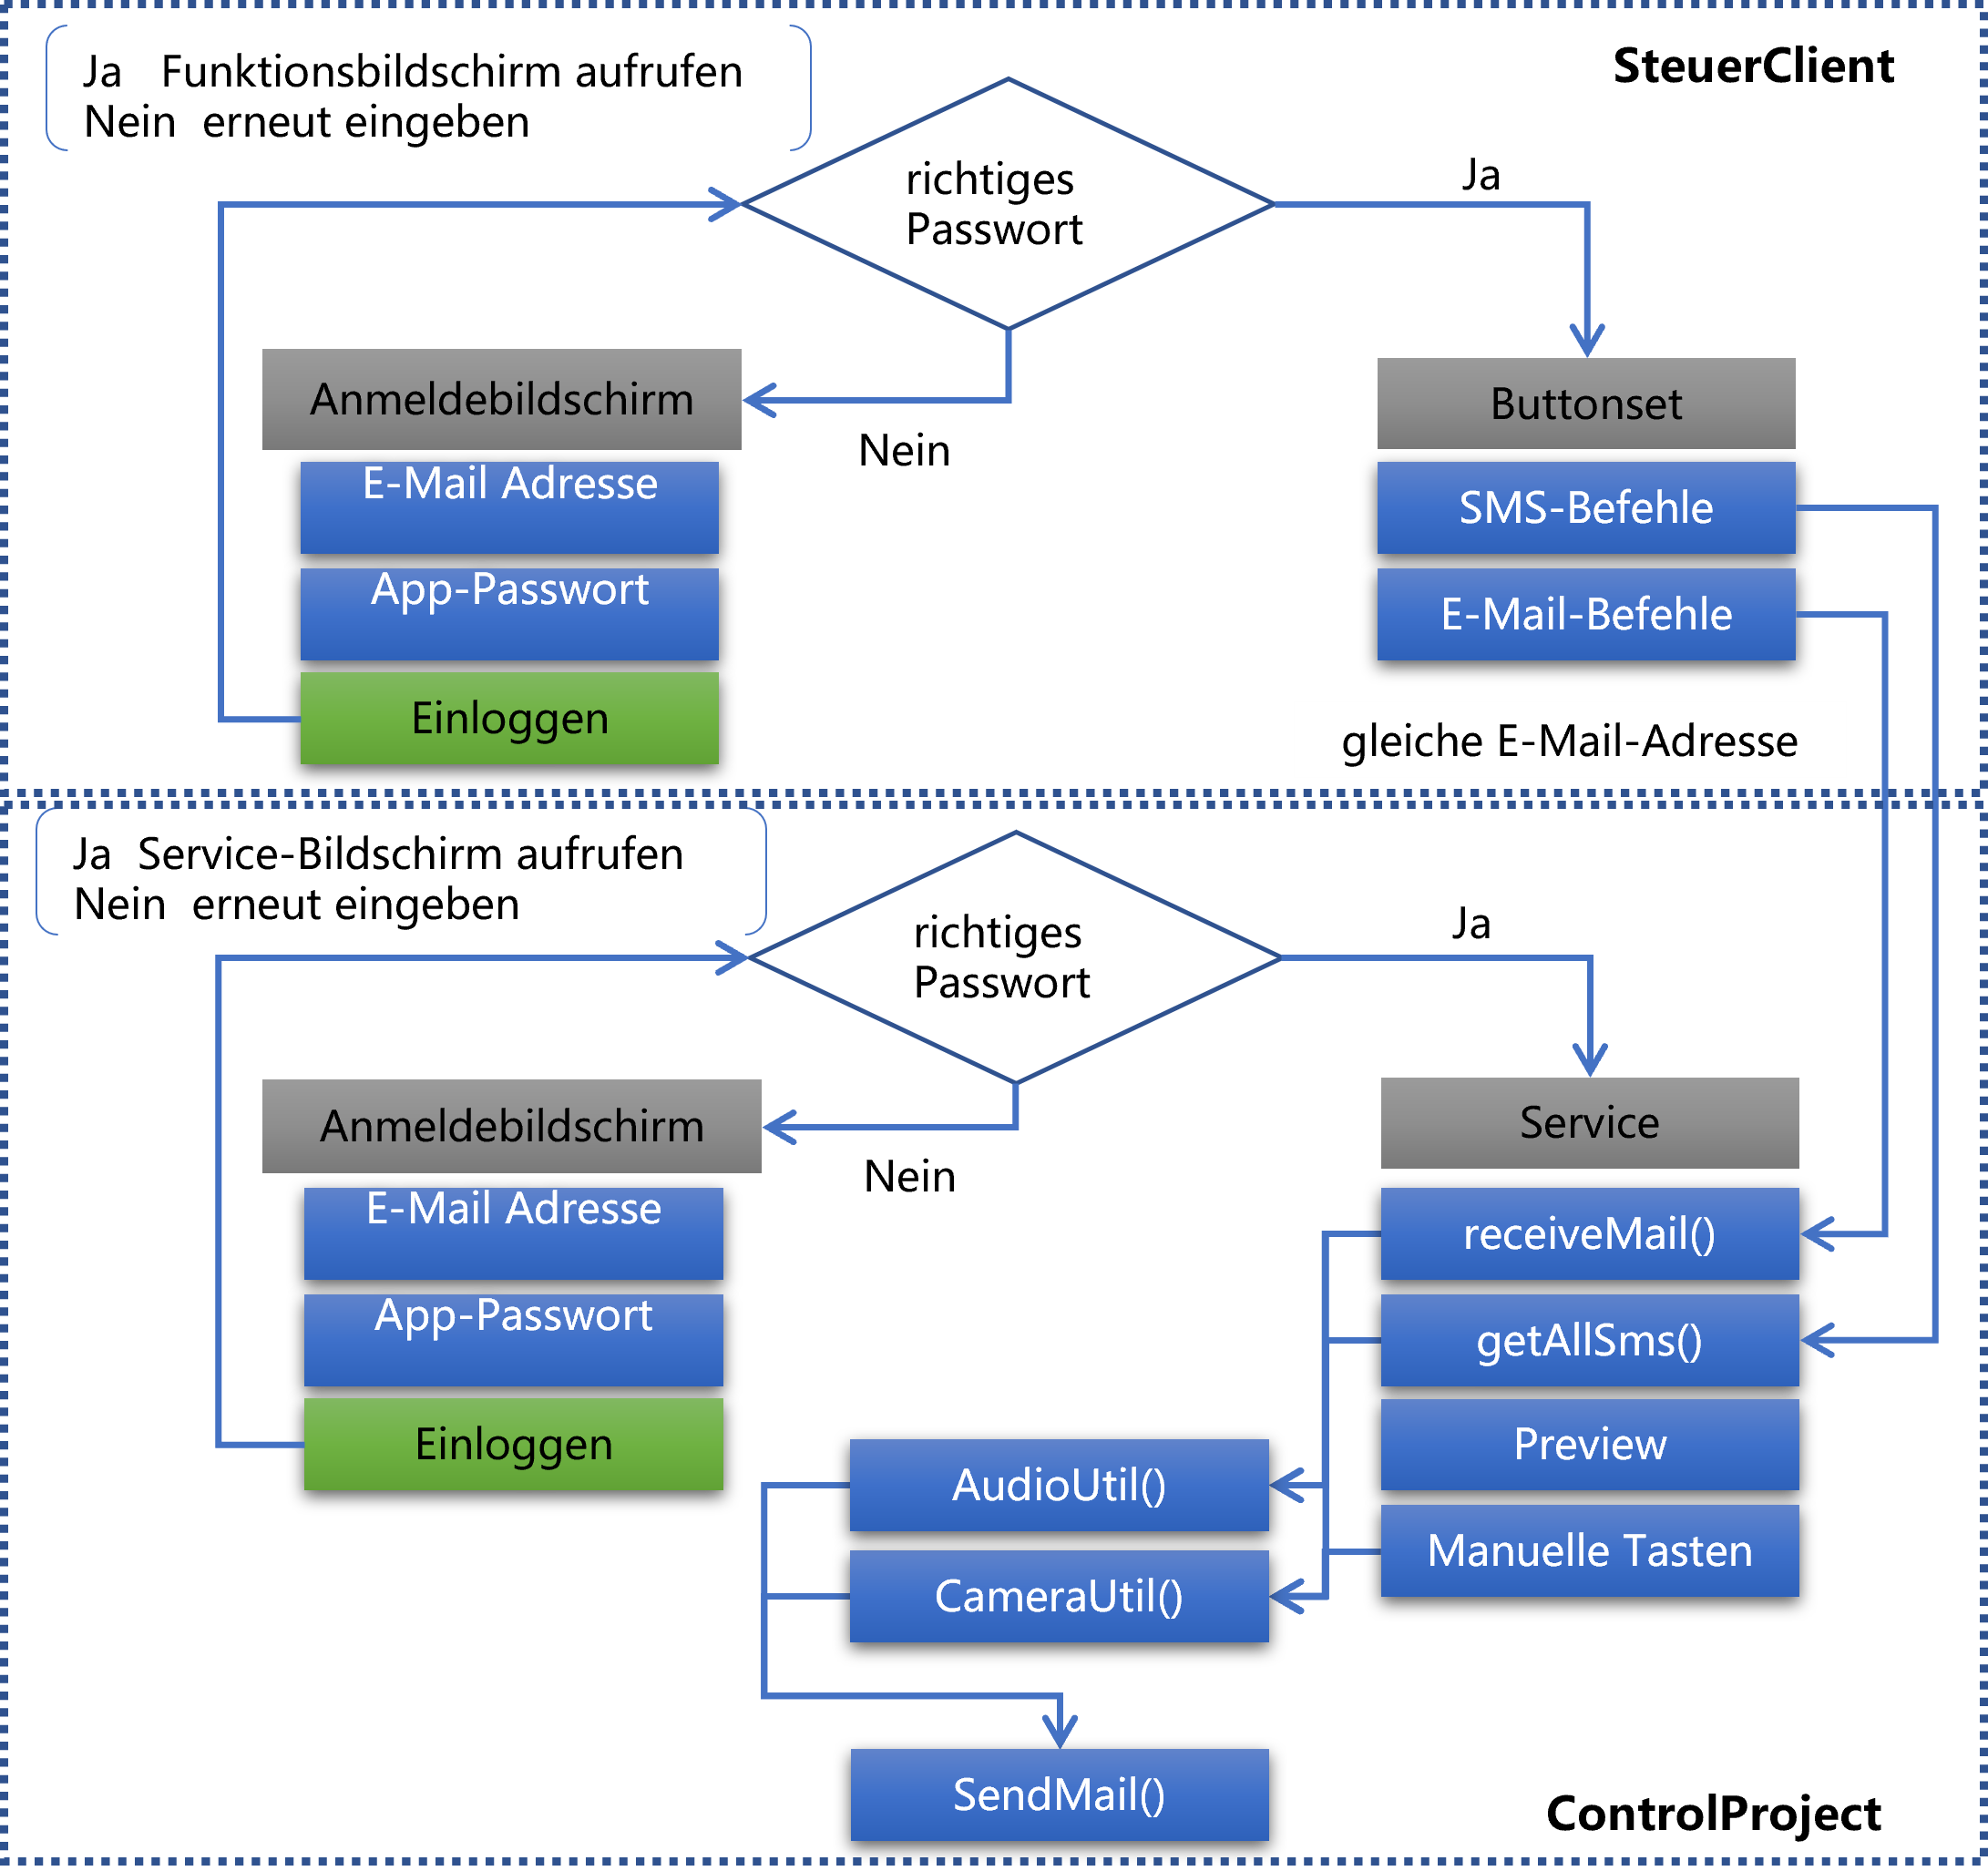 Ja Funktionsbildschirm aufrufen
Nein erneut eingeben
SteuerClient
richtiges
Passwort
Ja
Anmeldebildschirm
Nein
Buttonset
E-Mail Adresse
SMS-Befehle
App-Passwort
E-Mail-Befehle
Einloggen
gleiche E-Mail-Adresse
Ja Service-Bildschirm aufrufen
Nein erneut eingeben
richtiges
Passwort
Ja
Anmeldebildschirm
Nein
Service
E-Mail Adresse
receiveMail()
App-Passwort
getAllSms()
Einloggen
Preview
AudioUtil()
Manuelle Tasten
CameraUtil()
SendMail()
ControlProject